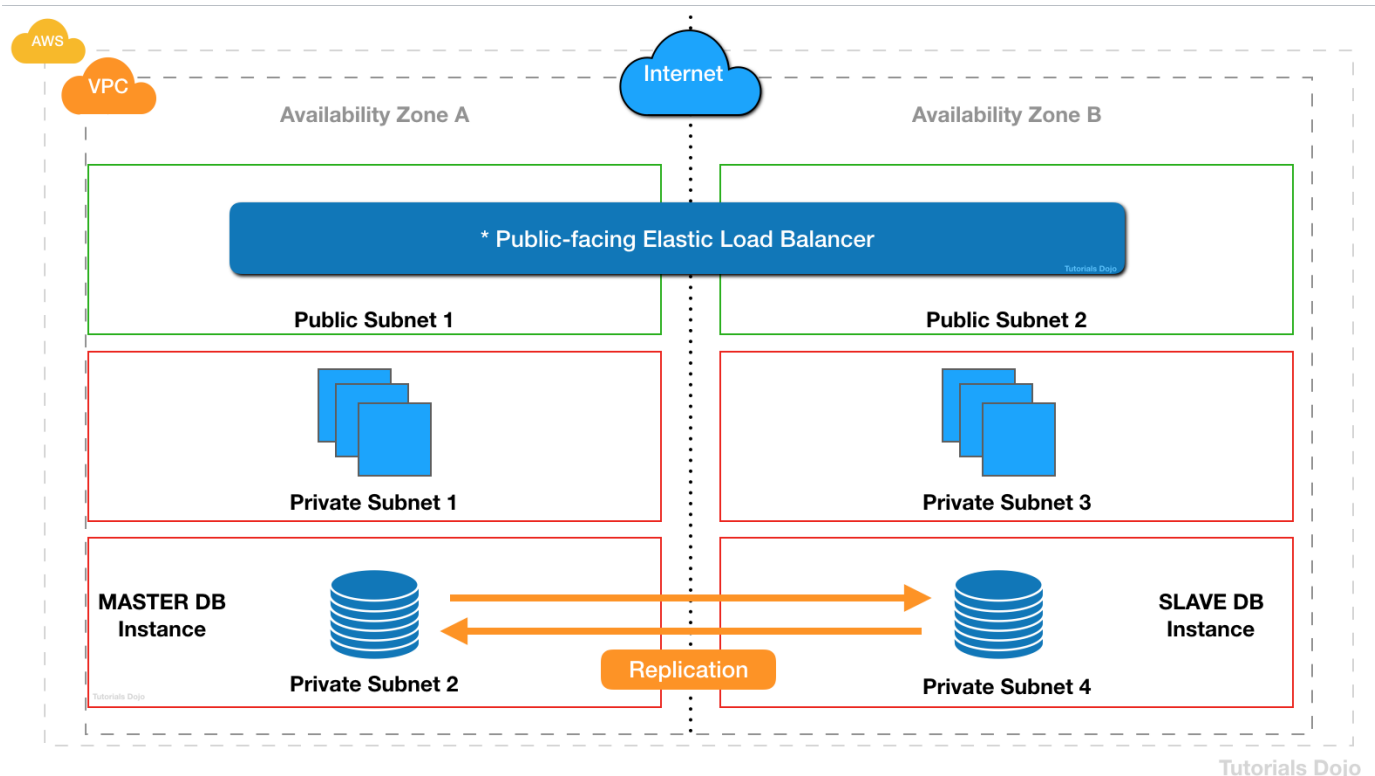 AWS
VPC
Internet
Availability Zone A
Availability Zone B
* Public-facing Elastic Load Balancer
Tutorials Dojo
Public Subnet 1
Public Subnet 2
Private Subnet 1
Private Subnet 3
MASTER DB
Instance
SLAVE DB
Instance
Replication
Private Subnet 2
Private Subnet 4
Tutorials Dojo
Tutorials Dojo